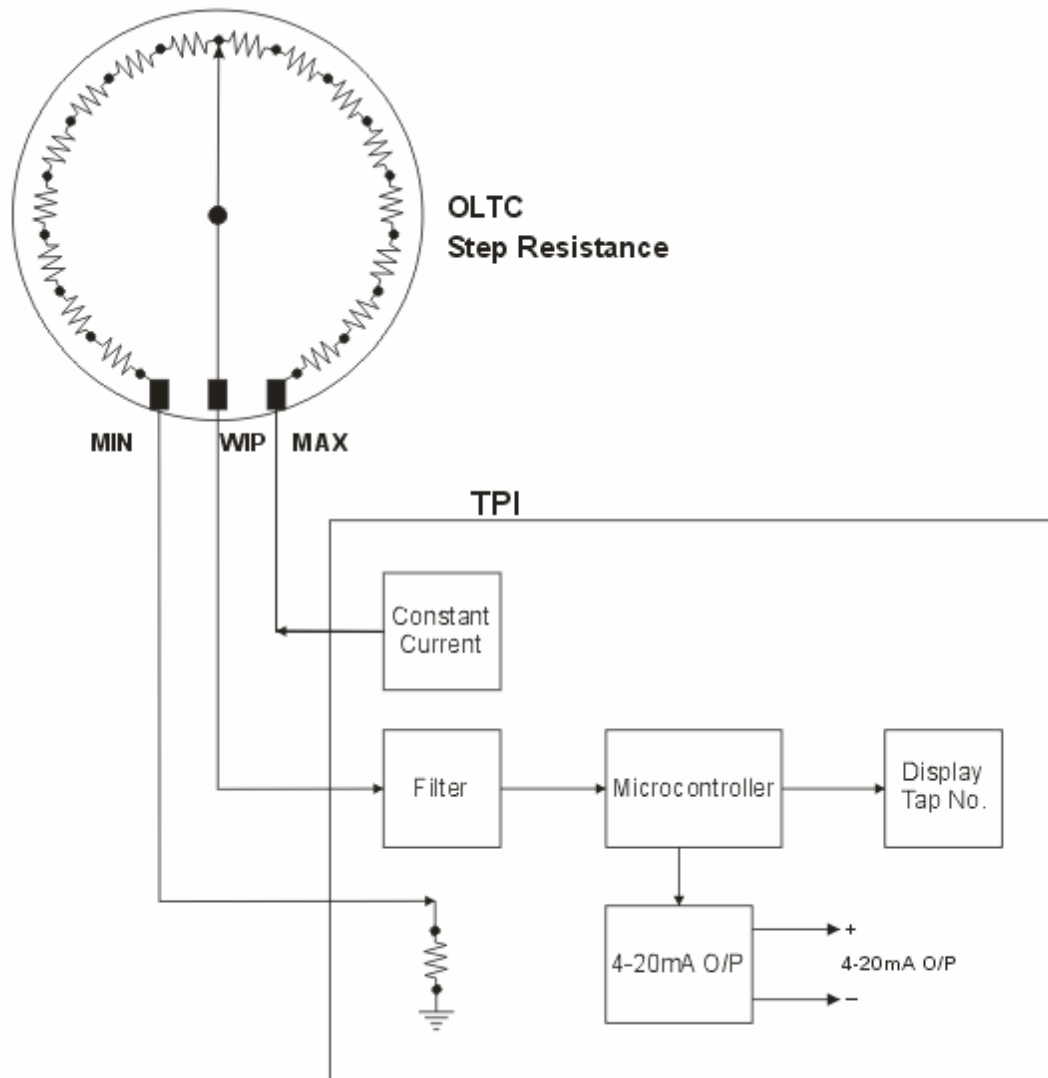 OLTC
Step Resistance
MIN WIP MAX
TPI
Constant
Current
Filter
Microcontroller
Display
Tap No.
4-20mA O/P
+
4-20mA O/P
−